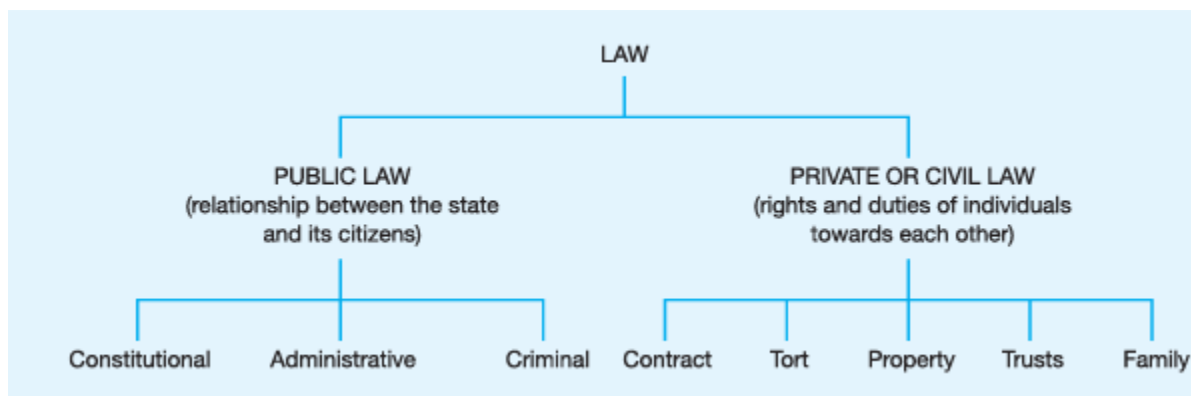 LAW
PUBLIC LAW
(relationship between the state
and its citizens)
PRIVATE OR CIVIL LAW
(rights and duties of individuals
towards each other)
Constitutional
Administrative
Criminal
Contract
Tort
Property
Trusts
Family